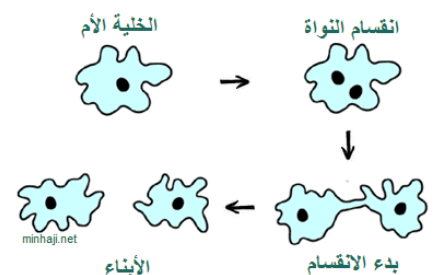 الخلية الأم
انقسام النواة
بدء الانقسام
الأبناء
minhaji.net